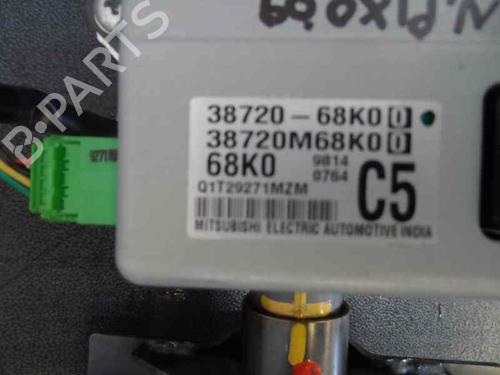 38720-68K0 0
38720M68K0 0
68K0
9814
0764
C5
Q1T29271MZM
MITSUBISHI ELECTRIC AUTOMOTIVE INDIA
B-PARTS